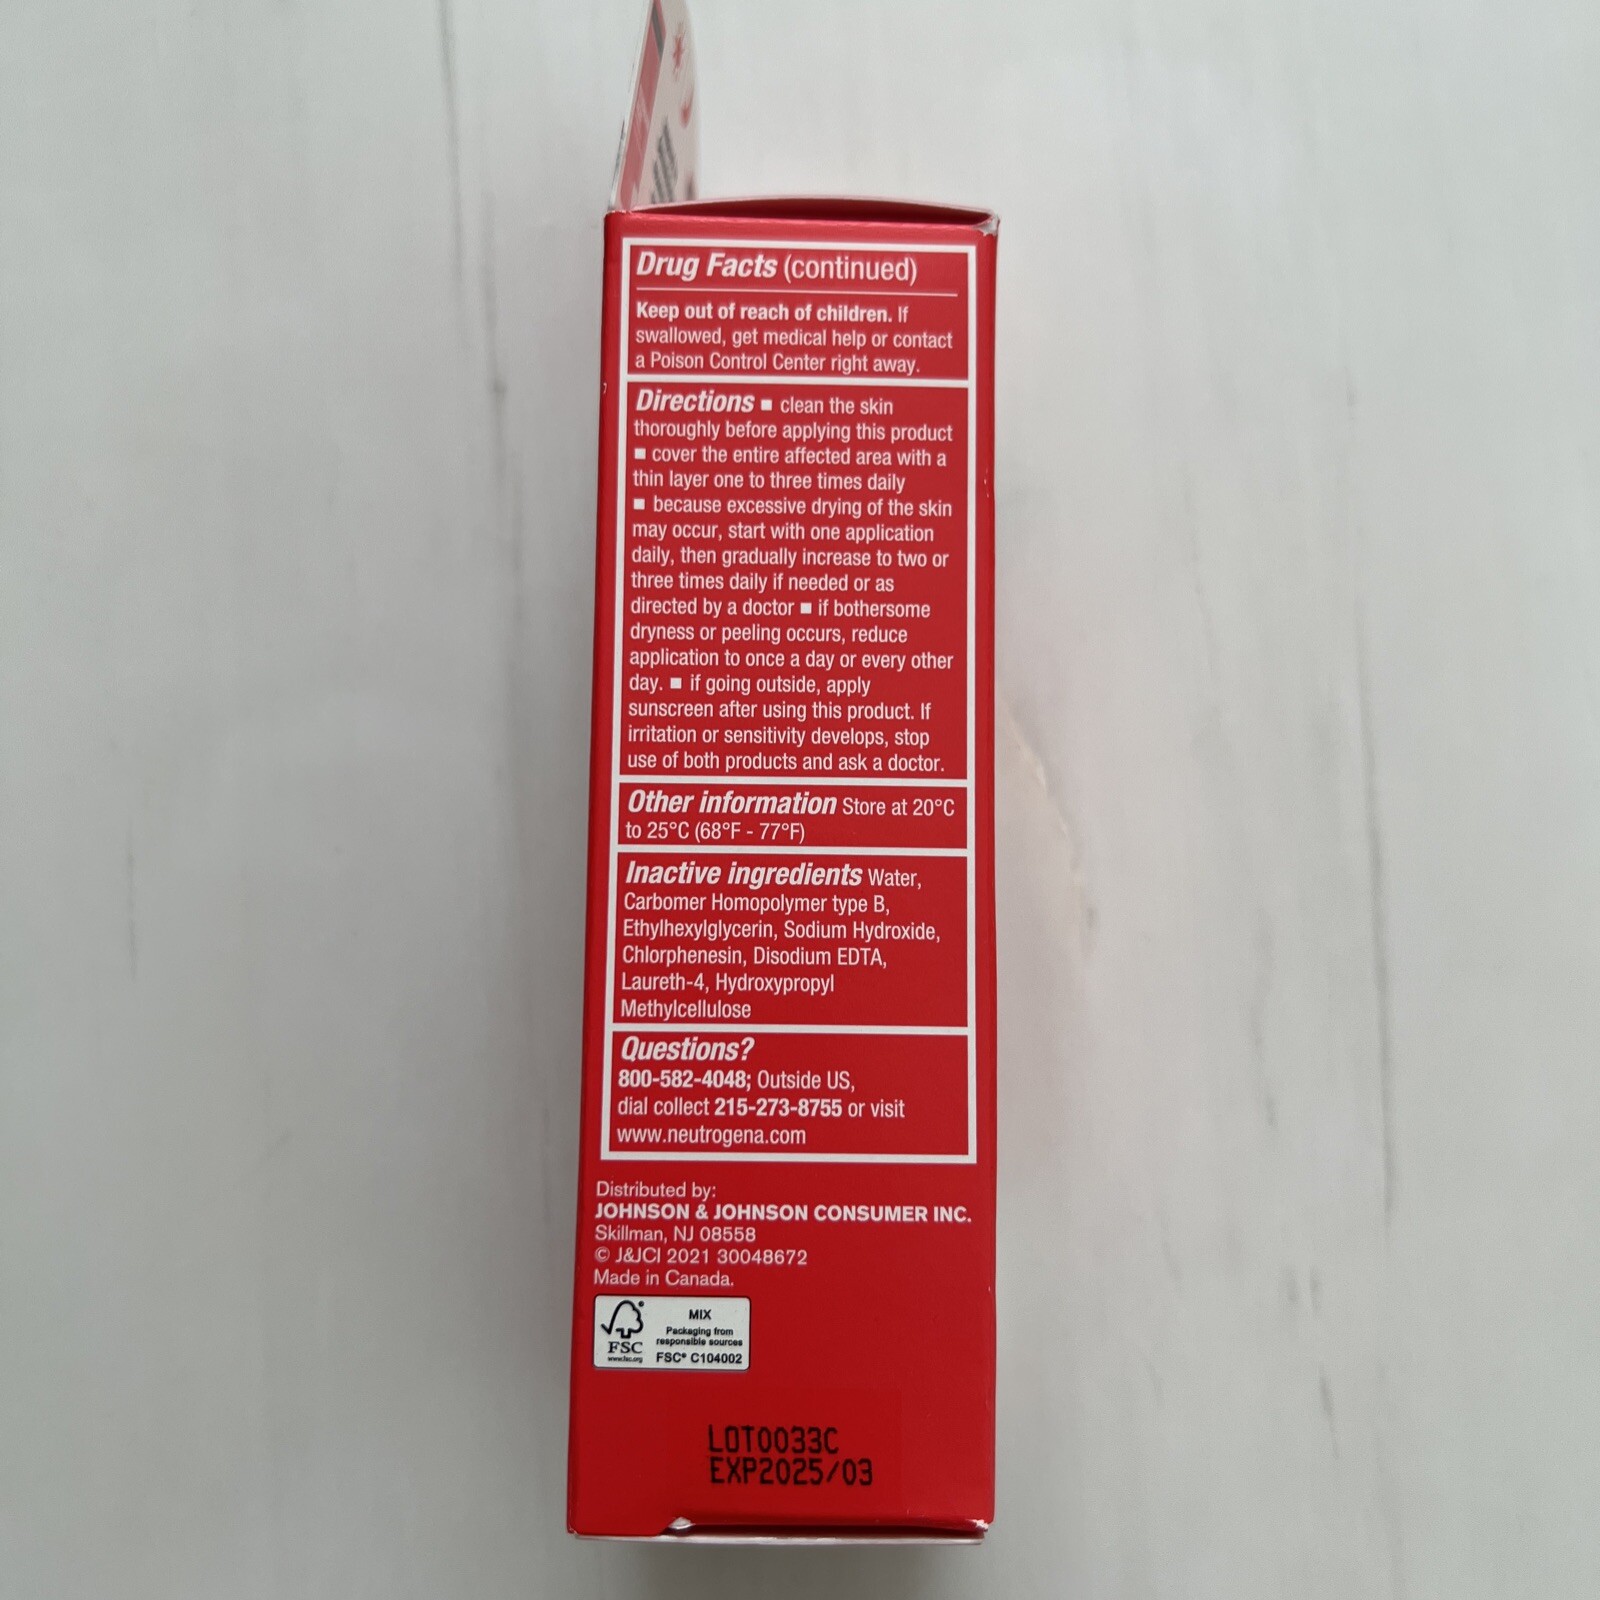 Drug Facts (continued)
Keep out of reach of children. If
swallowed, get medical help or contact
a Poison Control Center right away.
Directions ■ clean the skin
thoroughly before applying this product
■ cover the entire affected area with a
thin layer one to three times daily
■ because excessive drying of the skin
may occur, start with one application
daily, then gradually increase to two or
three times daily if needed or as
directed by a doctor ■ if bothersome
dryness or peeling occurs, reduce
application to once a day or every other
day. ■ if going outside, apply
sunscreen after using this product. If
irritation or sensitivity develops, stop
use of both products and ask a doctor.
Other information Store at 20°C
to 25°C (68°F - 77°F)
Inactive ingredients Water,
Carbomer Homopolymer type B,
Ethylhexylglycerin, Sodium Hydroxide,
Chlorphenesin, Disodium EDTA,
Laureth-4, Hydroxypropyl
Methylcellulose
Questions?
800-582-4048; Outside US,
dial collect 215-273-8755 or visit
www.neutrogena.com
Distributed by:
JOHNSON & JOHNSON CONSUMER INC.
Skillman, NJ 08558
© J&JCI 2021 30048672
Made in Canada.
FSC
www.fsc.org
MIX
Packaging from
responsible sources
FSC® C104002
LOT0033C
EXP2025/03